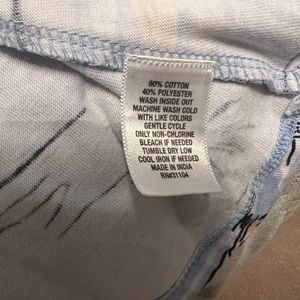 60% COTTON
40% POLYESTER
WASH INSIDE OUT
MACHINE WASH COLD
WITH LIKE COLORS
GENTLE CYCLE
ONLY NON-CHLORINE
BLEACH IF NEEDED
TUMBLE DRY LOW
COOL IRON IF NEEDED
MADE IN INDIA
RN#31104